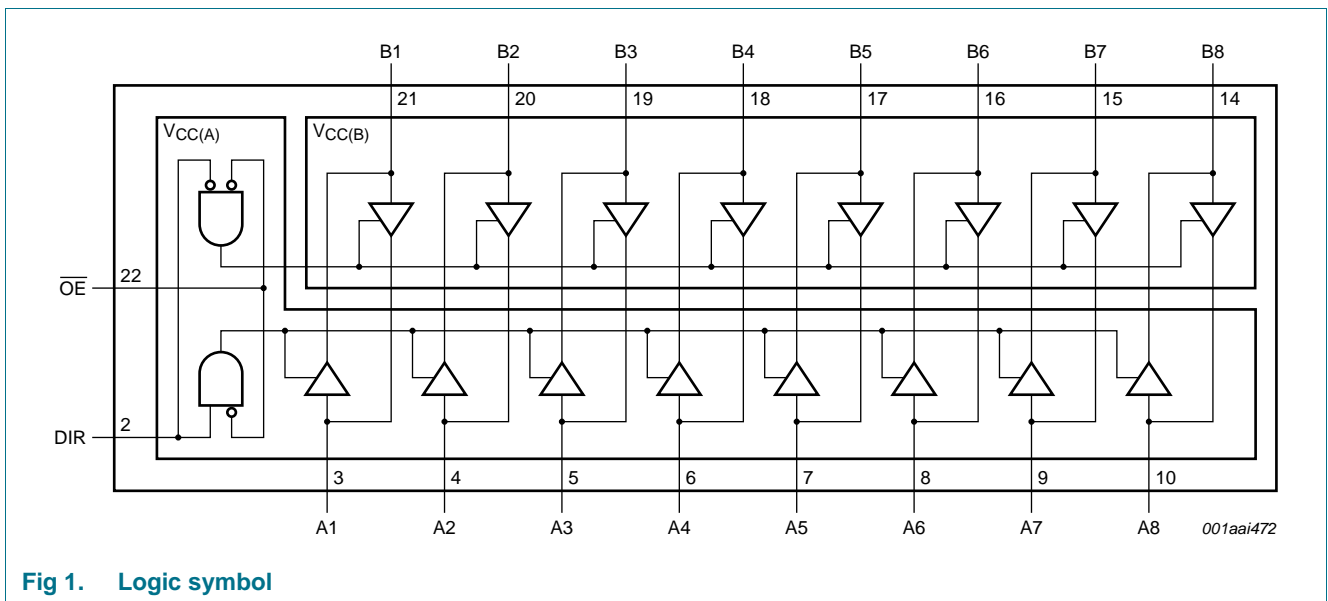 B1 B2 B3 B4 B5 B6 B7 B8
21 20 19 18 17 16 15 14
VCC(A) VCC(B)
OE 22
DIR 2
3 4 5 6 7 8 9 10
A1 A2 A3 A4 A5 A6 A7 A8 001aai472
Fig 1. Logic symbol